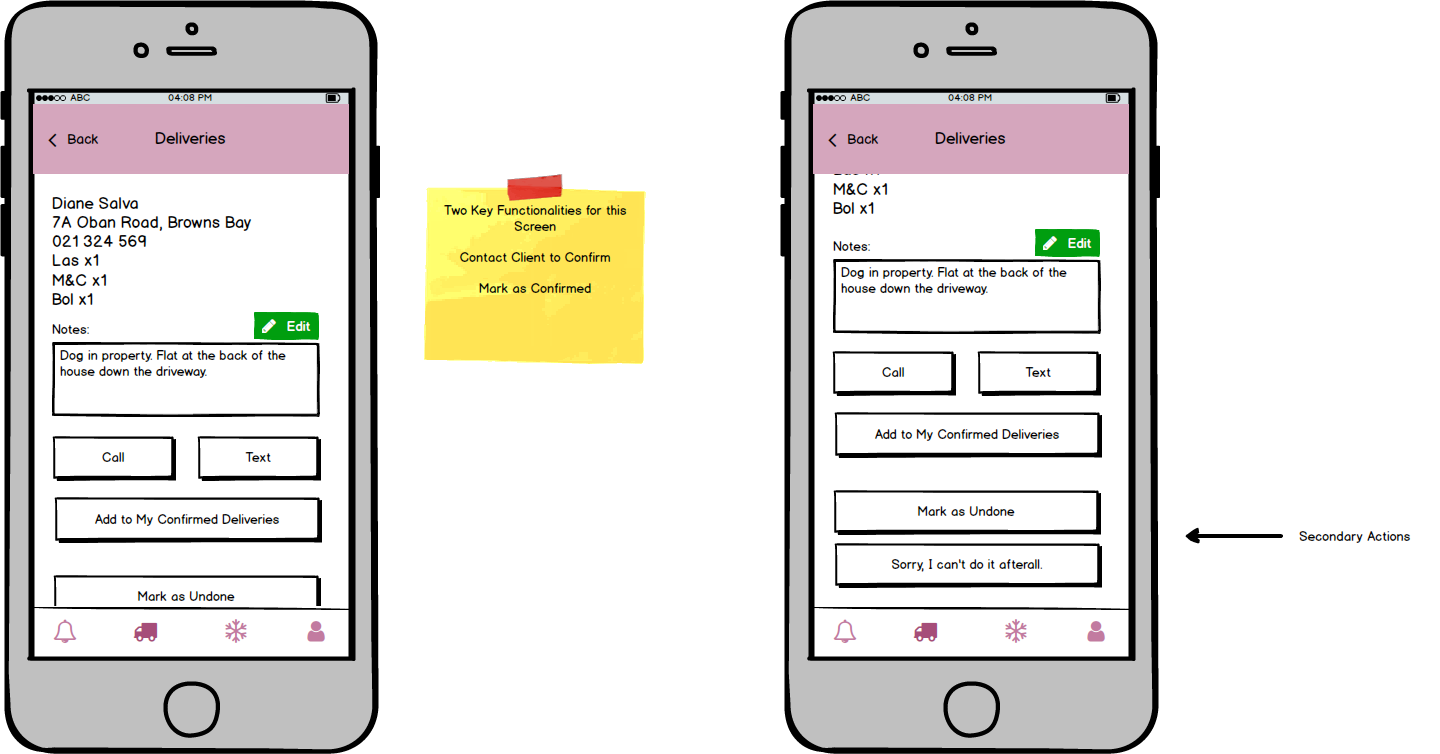 ABC 04:08 PM
Back Deliveries
Diane Salva
7A Oban Road, Browns Bay
021 324 569
Las x1
M&C x1
Bol x1
Notes: Edit
Dog in property. Flat at the back of the
house down the driveway.
Call Text
Add to My Confirmed Deliveries
Mark as Undone
Two Key Functionalities for this
Screen
Contact Client to Confirm
Mark as Confirmed
ABC 04:08 PM
Back Deliveries
Las x1
M&C x1
Bol x1
Notes: Edit
Dog in property. Flat at the back of the
house down the driveway.
Call Text
Add to My Confirmed Deliveries
Mark as Undone
Sorry, I can't do it afterall.
Secondary Actions